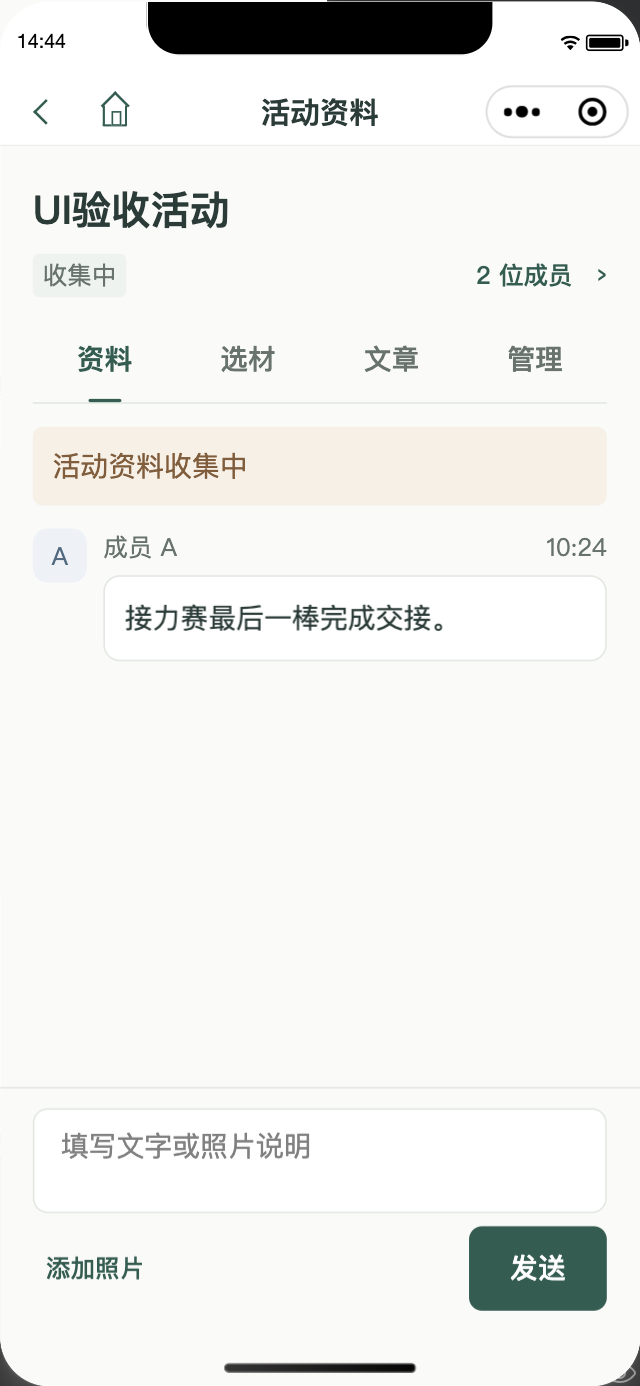 14:44
活动资料
UI验收活动
收集中
2 位成员 >
资料 选材 文章 管理
活动资料收集中
A
成员 A 10:24
接力赛最后一棒完成交接。
填写文字或照片说明
添加照片
发送